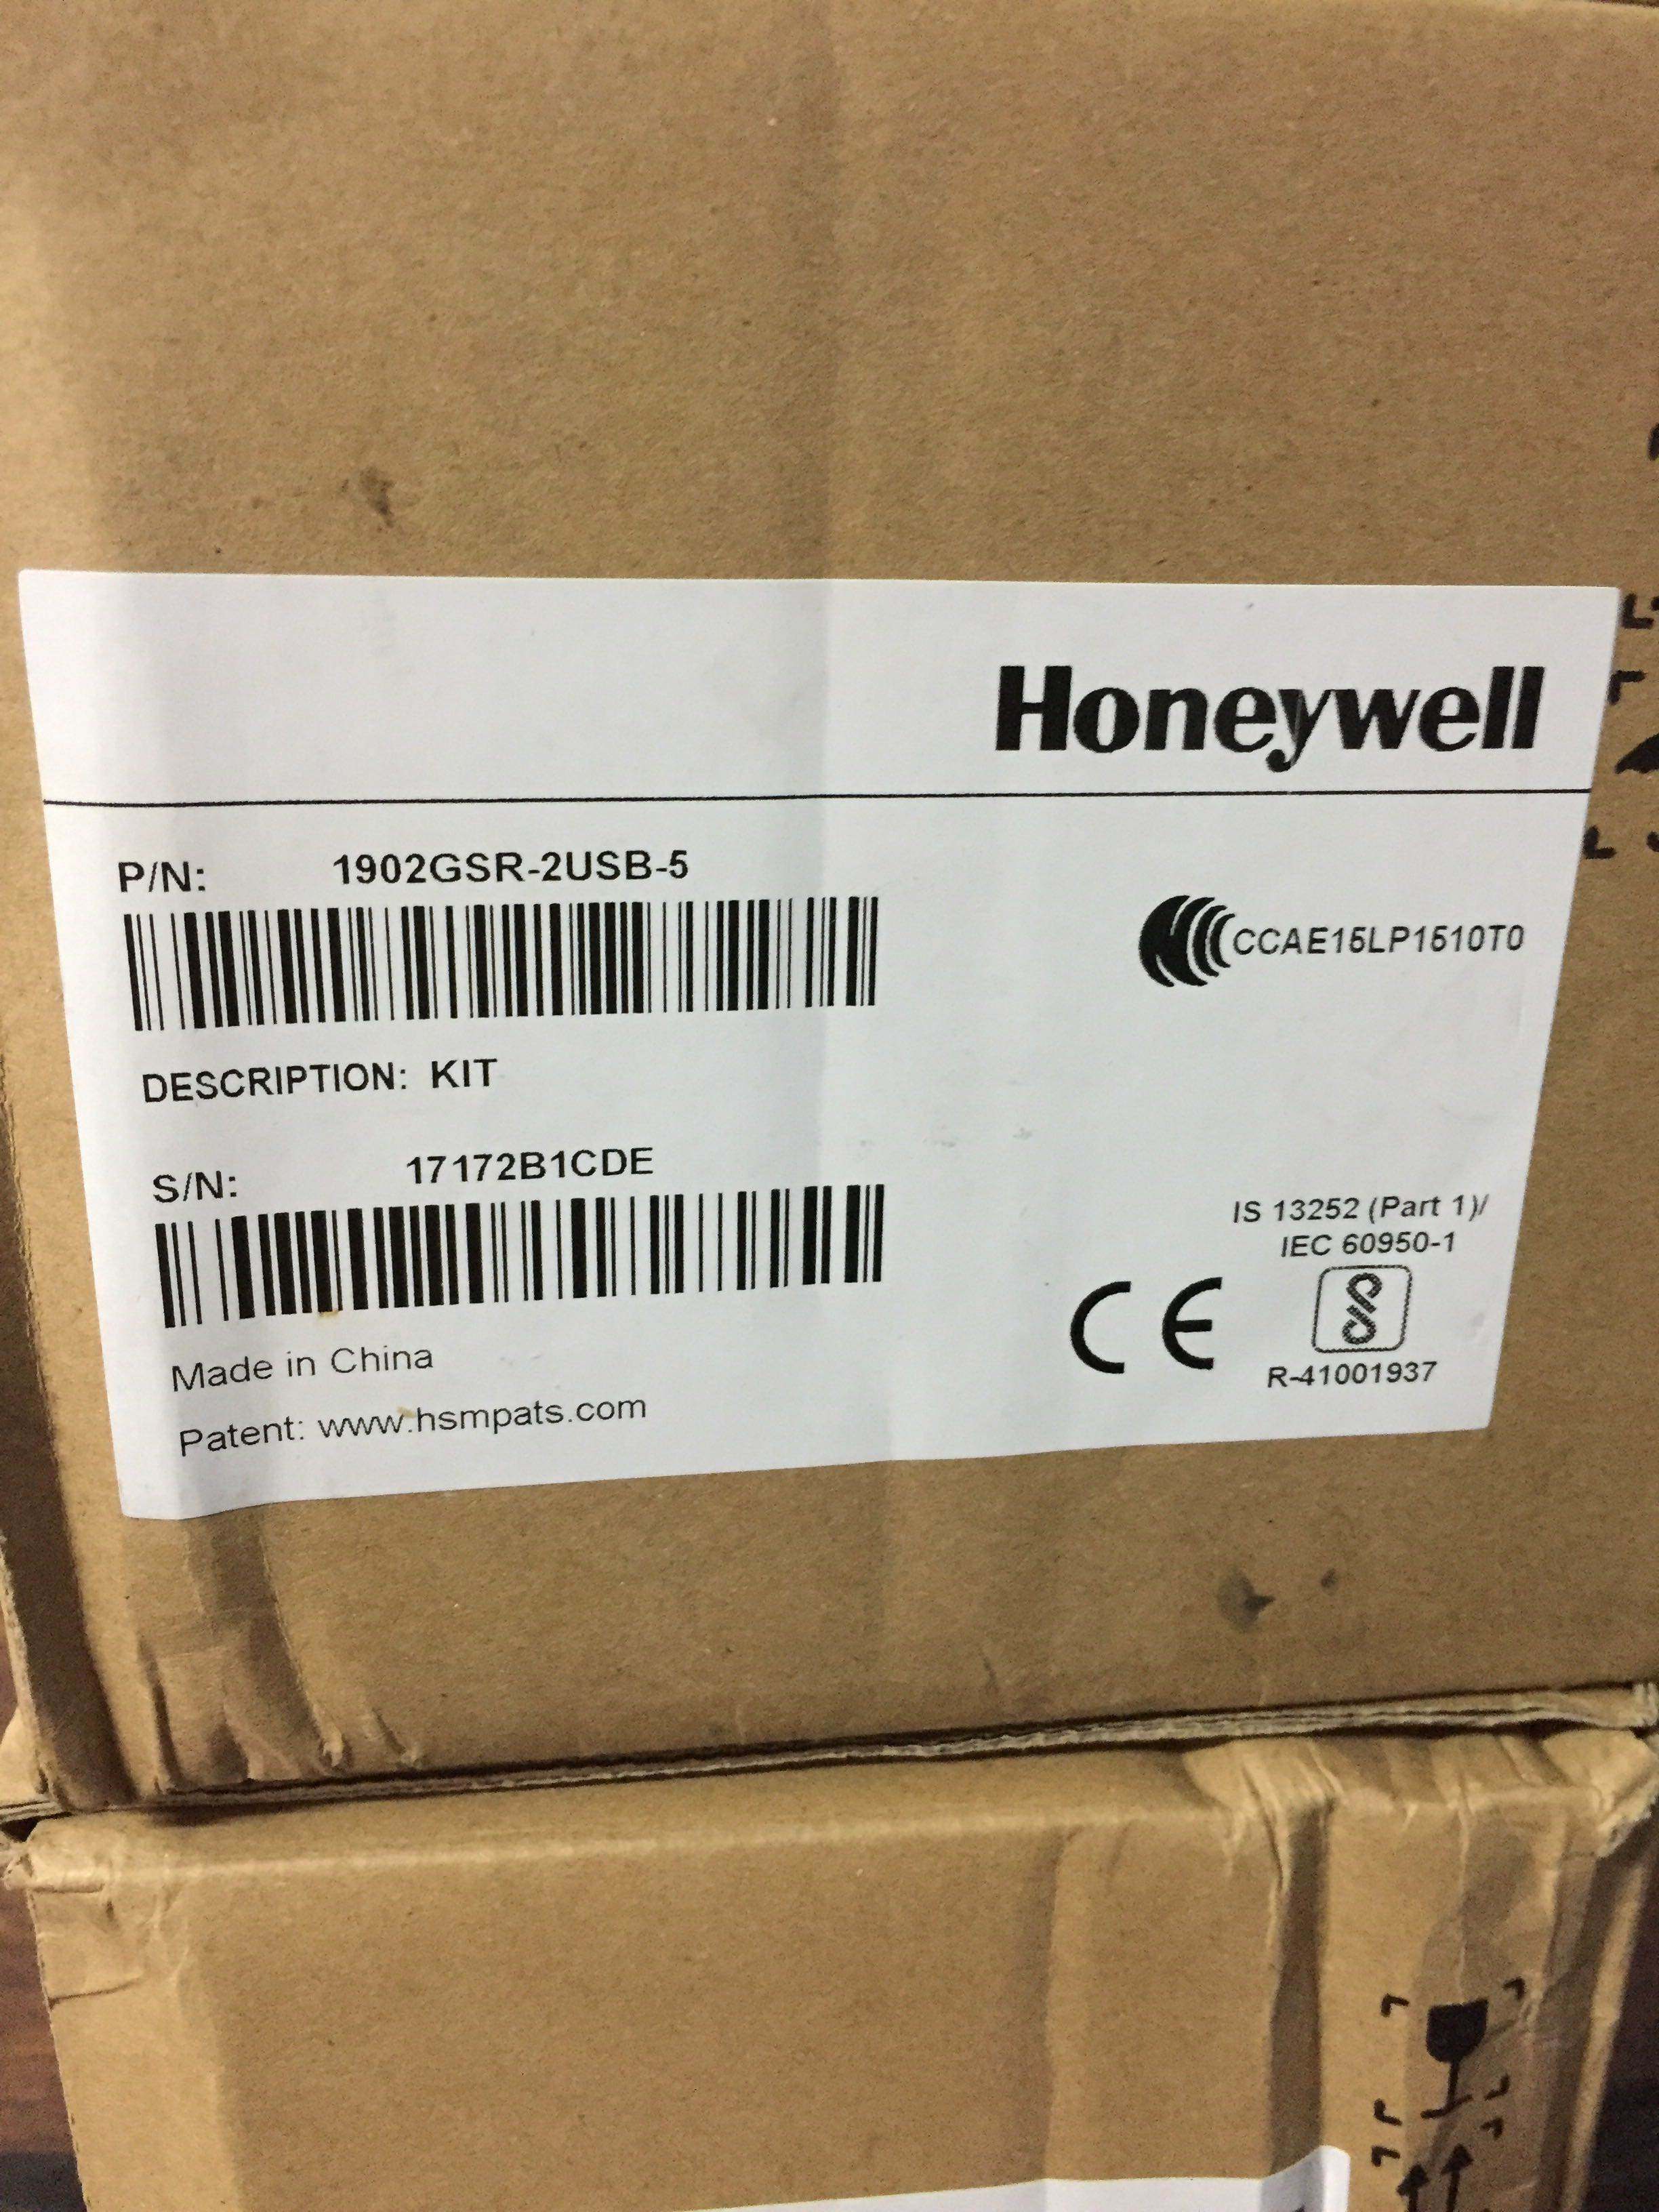 Honeywell
P/N: 1902GSR-2USB-5
CCAE15LP1510T0
DESCRIPTION: KIT
S/N: 17172B1CDE
IS 13252 (Part 1)/
IEC 60950-1
CE
R-41001937
Made in China
Patent: www.hsmpats.com